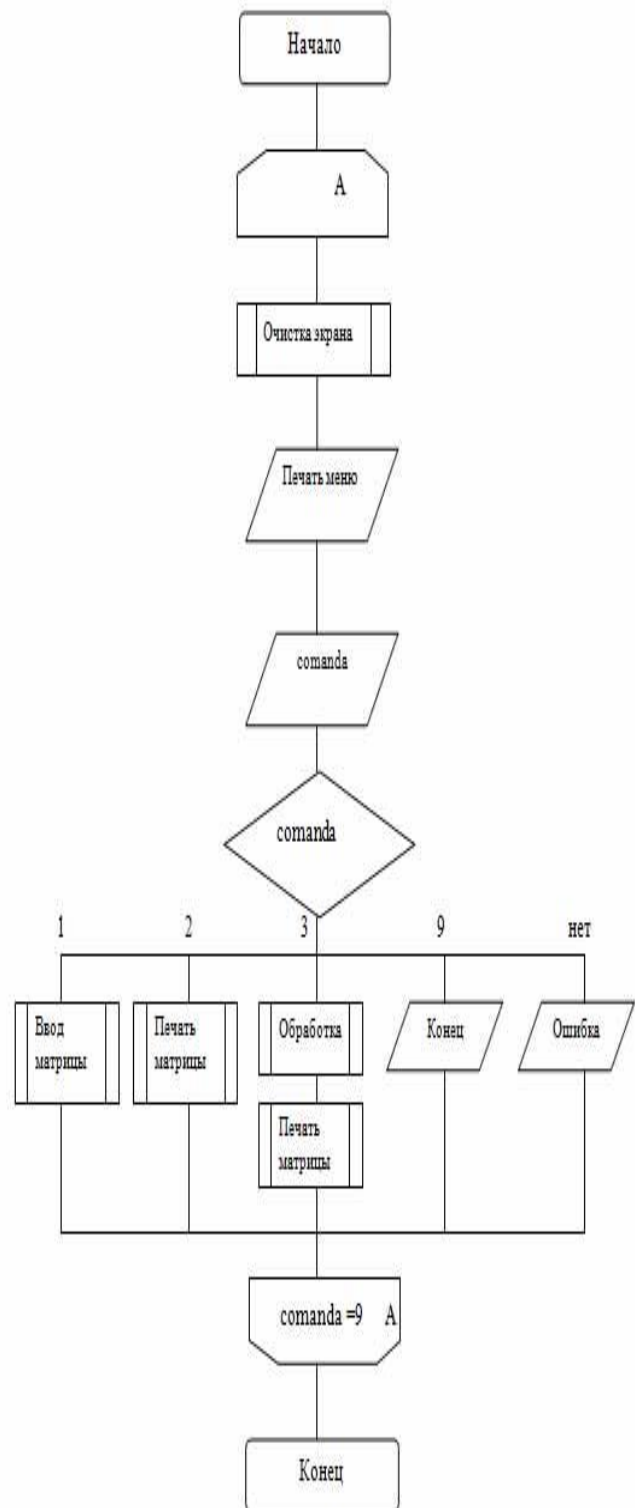 Начало
A
Очистка экрана
Печать меню
comanda
comanda
1
2
3
9
нет
Ввод
матрицы
Печать
матрицы
Обработка
Печать
матрицы
Конец
Ошибка
comanda =9 A
Конец